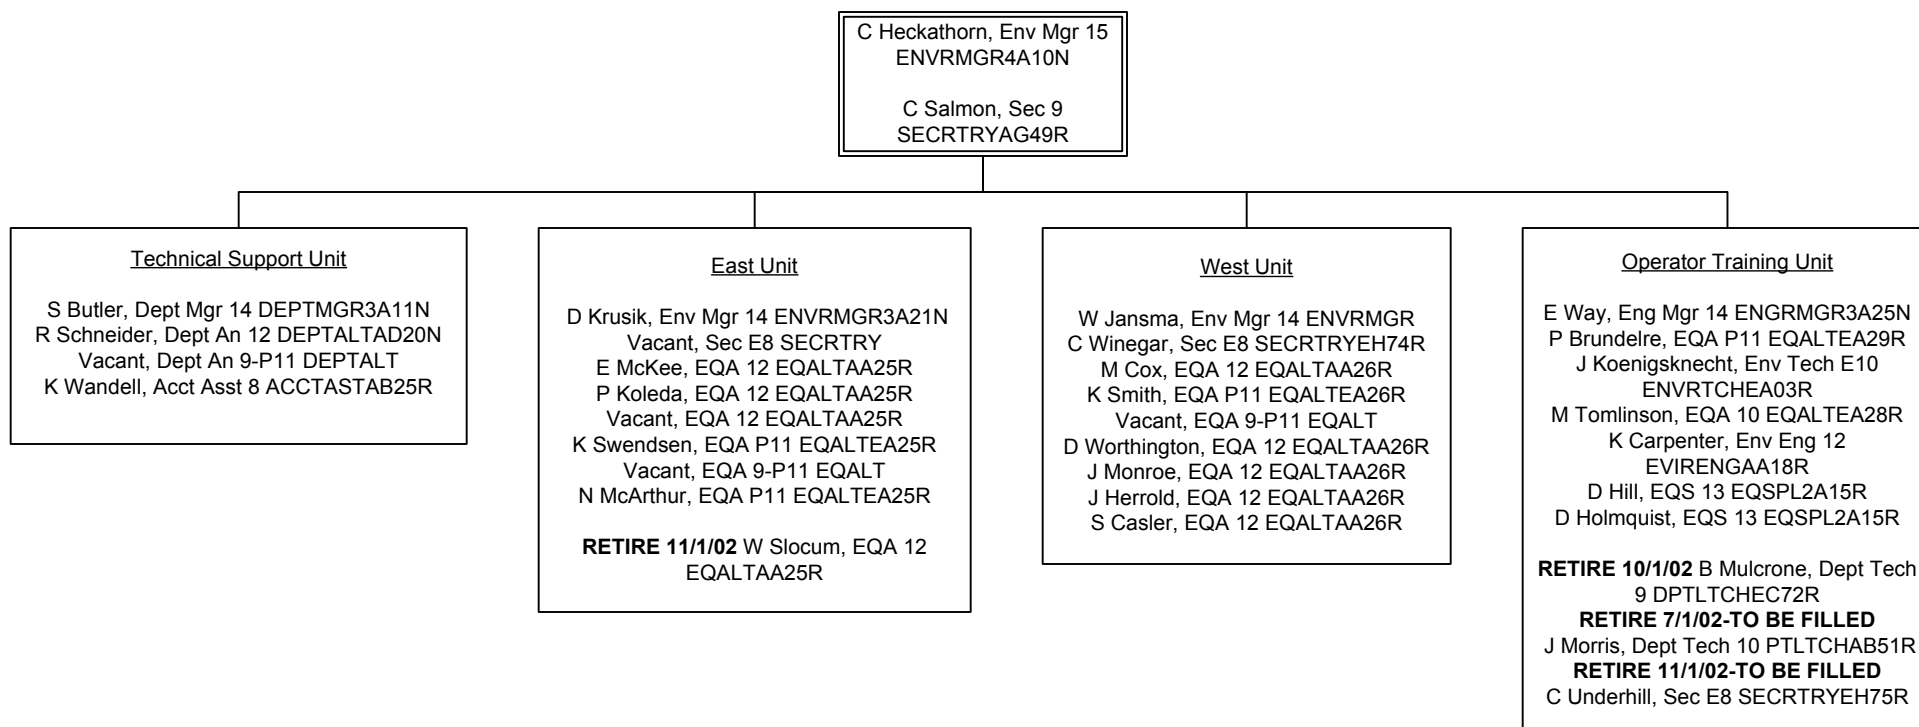 C Heckathorn, Env Mgr 15
ENVRMGR4A10N
C Salmon, Sec 9
SECRTRYAG49R
Technical Support Unit
S Butler, Dept Mgr 14 DEPTMGR3A11N
R Schneider, Dept An 12 DEPTALTAD20N
Vacant, Dept An 9-P11 DEPTALT
K Wandell, Acct Asst 8 ACCTASTAB25R
East Unit
D Krusik, Env Mgr 14 ENVRMGR3A21N
Vacant, Sec E8 SECRTRY
E McKee, EQA 12 EQALTAA25R
P Koleda, EQA 12 EQALTAA25R
Vacant, EQA 12 EQALTAA25R
K Swendsen, EQA P11 EQALTEA25R
Vacant, EQA 9-P11 EQALT
N McArthur, EQA P11 EQALTEA25R
RETIRE 11/1/02 W Slocum, EQA 12
EQALTAA25R
West Unit
W Jansma, Env Mgr 14 ENVRMGR
C Winegar, Sec E8 SECRTRYEH74R
M Cox, EQA 12 EQALTAA26R
K Smith, EQA P11 EQALTEA26R
Vacant, EQA 9-P11 EQALT
D Worthington, EQA 12 EQALTAA26R
J Monroe, EQA 12 EQALTAA26R
J Herrold, EQA 12 EQALTAA26R
S Casler, EQA 12 EQALTAA26R
Operator Training Unit
E Way, Eng Mgr 14 ENGRMGR3A25N
P Brundelre, EQA P11 EQALTEA29R
J Koenigsknecht, Env Tech E10
ENVRTCHEA03R
M Tomlinson, EQA 10 EQALTEA28R
K Carpenter, Env Eng 12
EVIRENGAA18R
D Hill, EQS 13 EQSPL2A15R
D Holmquist, EQS 13 EQSPL2A15R
RETIRE 10/1/02 B Mulcrone, Dept Tech
9 DPTLTCHEC72R
RETIRE 7/1/02-TO BE FILLED
J Morris, Dept Tech 10 PTLTCHAB51R
RETIRE 11/1/02-TO BE FILLED
C Underhill, Sec E8 SECRTRYEH75R